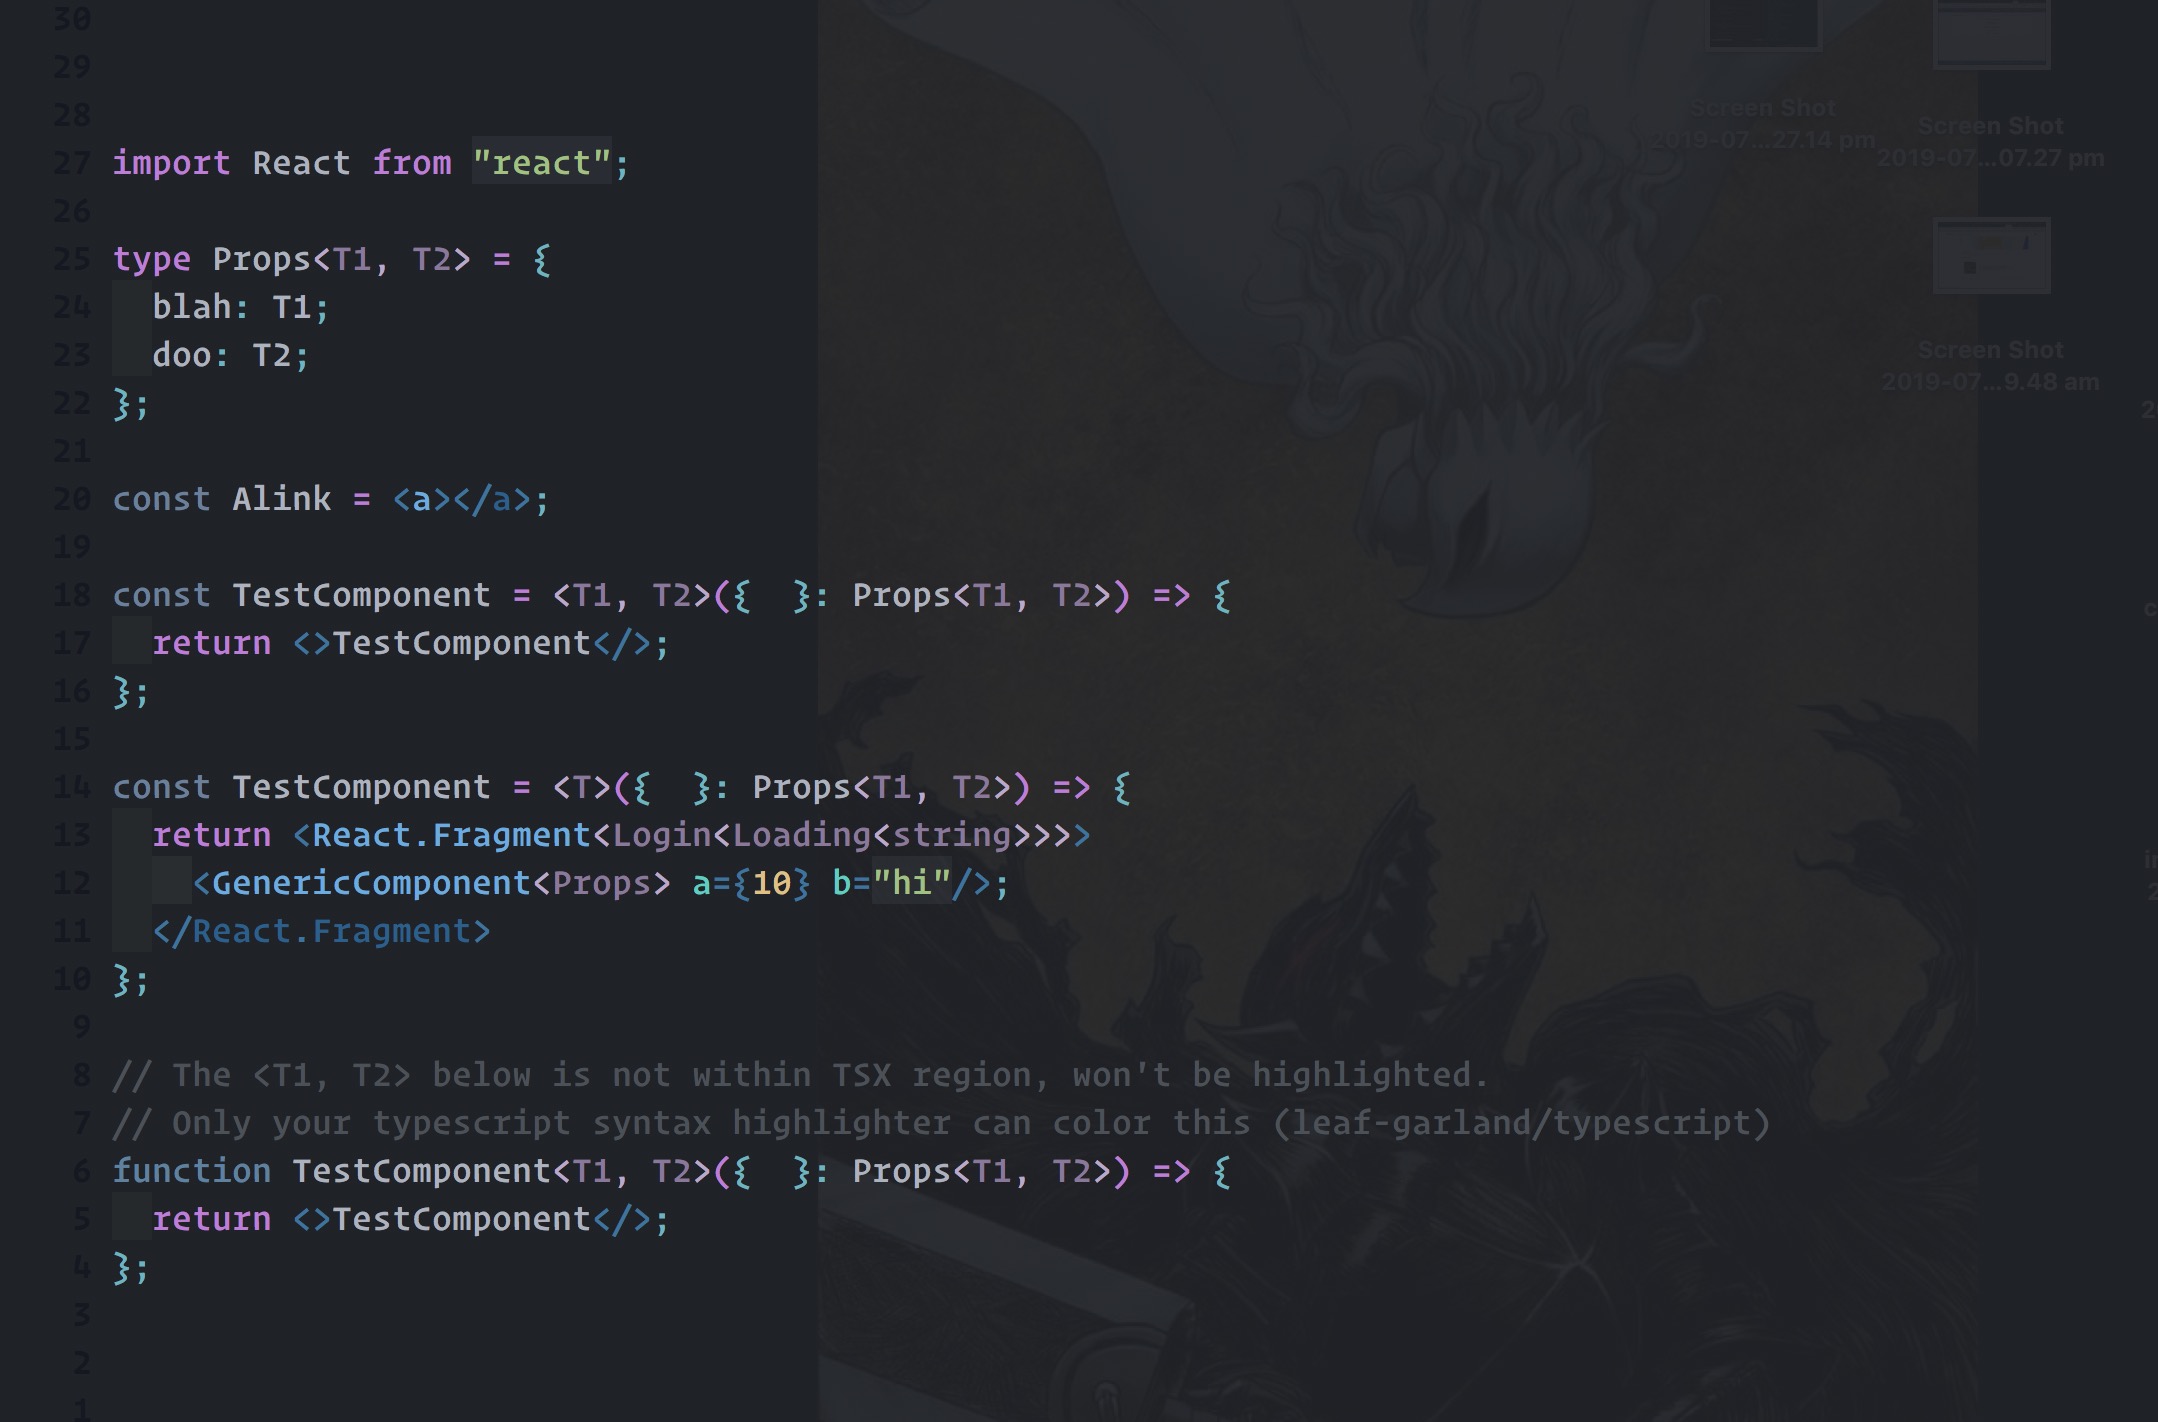 30
29
28
27 import React from "react";
26
25 type Props<T1, T2> = {
24   blah: T1;
23   doo: T2;
22 };
21
20 const Alink = <a></a>;
19
18 const TestComponent = <T1, T2>({  }: Props<T1, T2>) => {
17   return <>TestComponent</>;
16 };
15
14 const TestComponent = <T>({  }: Props<T1, T2>) => {
13   return <React.Fragment<Login<Loading<string>>>>
12     <GenericComponent<Props> a={10} b="hi"/>;
11   </React.Fragment>
10 };
9
8 // The <T1, T2> below is not within TSX region, won't be highlighted.
7 // Only your typescript syntax highlighter can color this (leaf-garland/typescript)
6 function TestComponent<T1, T2>({  }: Props<T1, T2>) => {
5   return <>TestComponent</>;
4 };
3
2
1
Screen Shot
2019-07...27.14 pm
Screen Shot
2019-07...07.27 pm
Screen Shot
2019-07...9.48 am